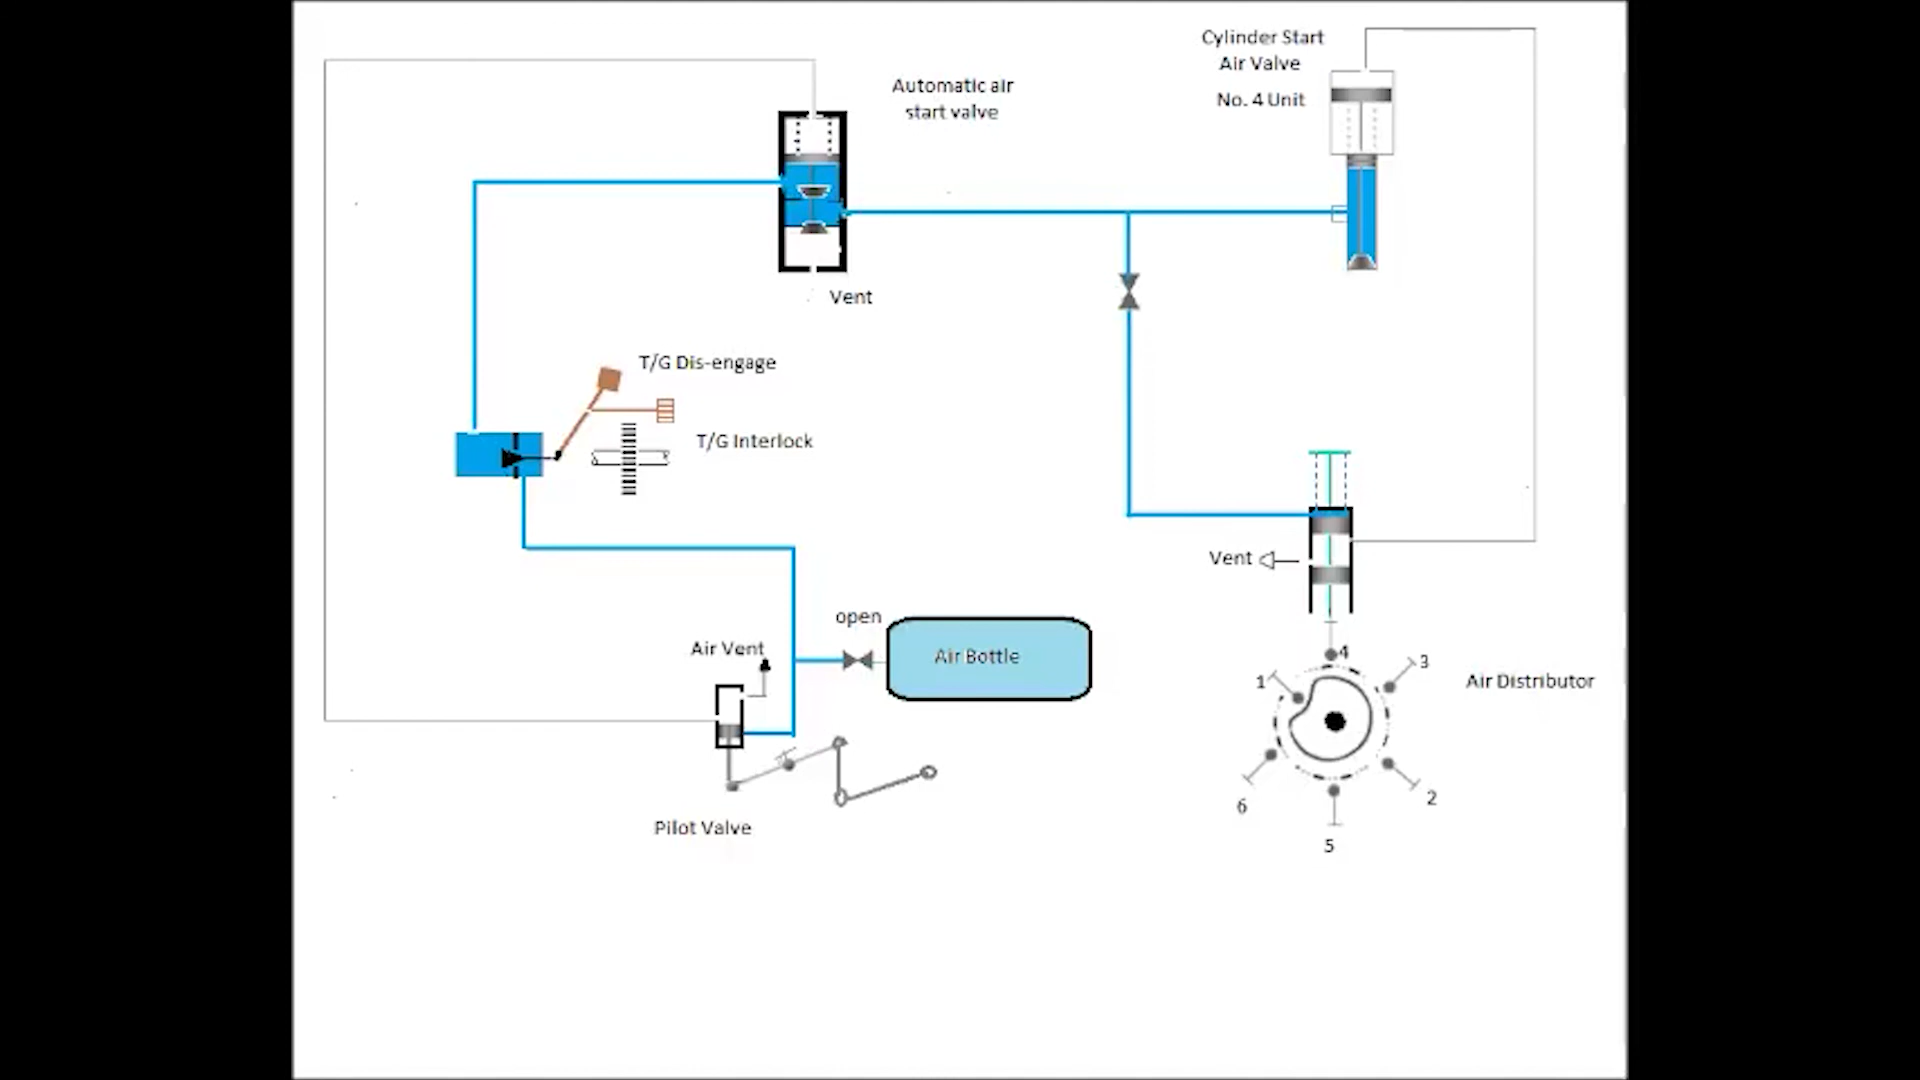 Cylinder Start
Air Valve
No. 4 Unit
Automatic air
start valve
Vent
T/G Dis-engage
T/G Interlock
Vent
open
Air Vent
Air Bottle
4
3
1
Air Distributor
6
2
5
Pilot Valve